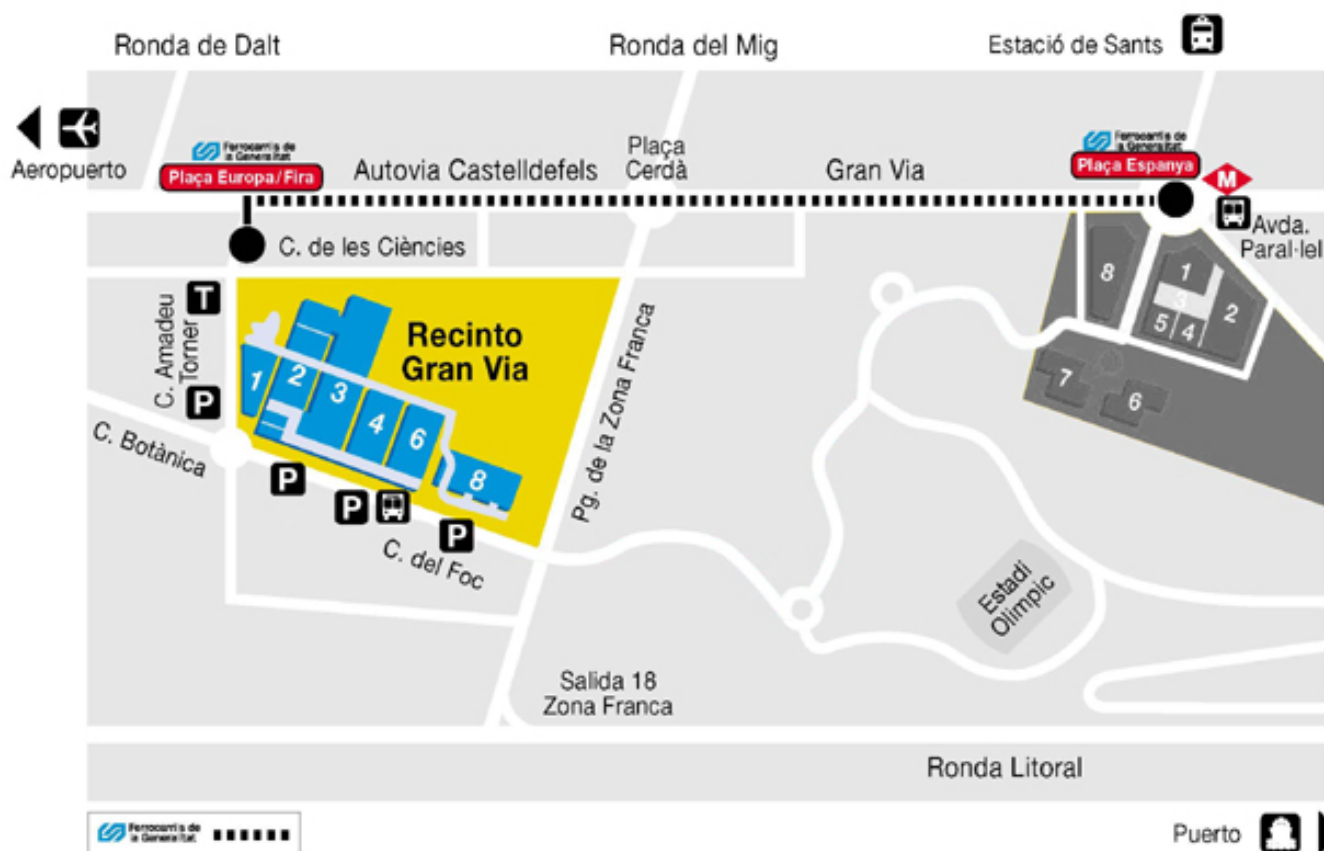 Ronda de Dalt
Ronda del Mig
Estació de Sants
Aeropuerto
Ferrocarrils de
la Generalitat
Plaça Europa/Fira
Autovia Castelldefels
Plaça
Cerdà
Gran Via
Ferrocarrils de
la Generalitat
Plaça Espanya
M
Avda.
Paral·lel
C. de les Ciències
T
C. Amadeu
Torner
P
C. Botànica
Recinto
Gran Via
1
2
3
4
6
8
P
P
P
C. del Foc
Pg. de la Zona Franca
8
1
3
2
5
4
7
6
Estadi
Olímpic
Salida 18
Zona Franca
Ronda Litoral
Ferrocarrils de
la Generalitat
Puerto